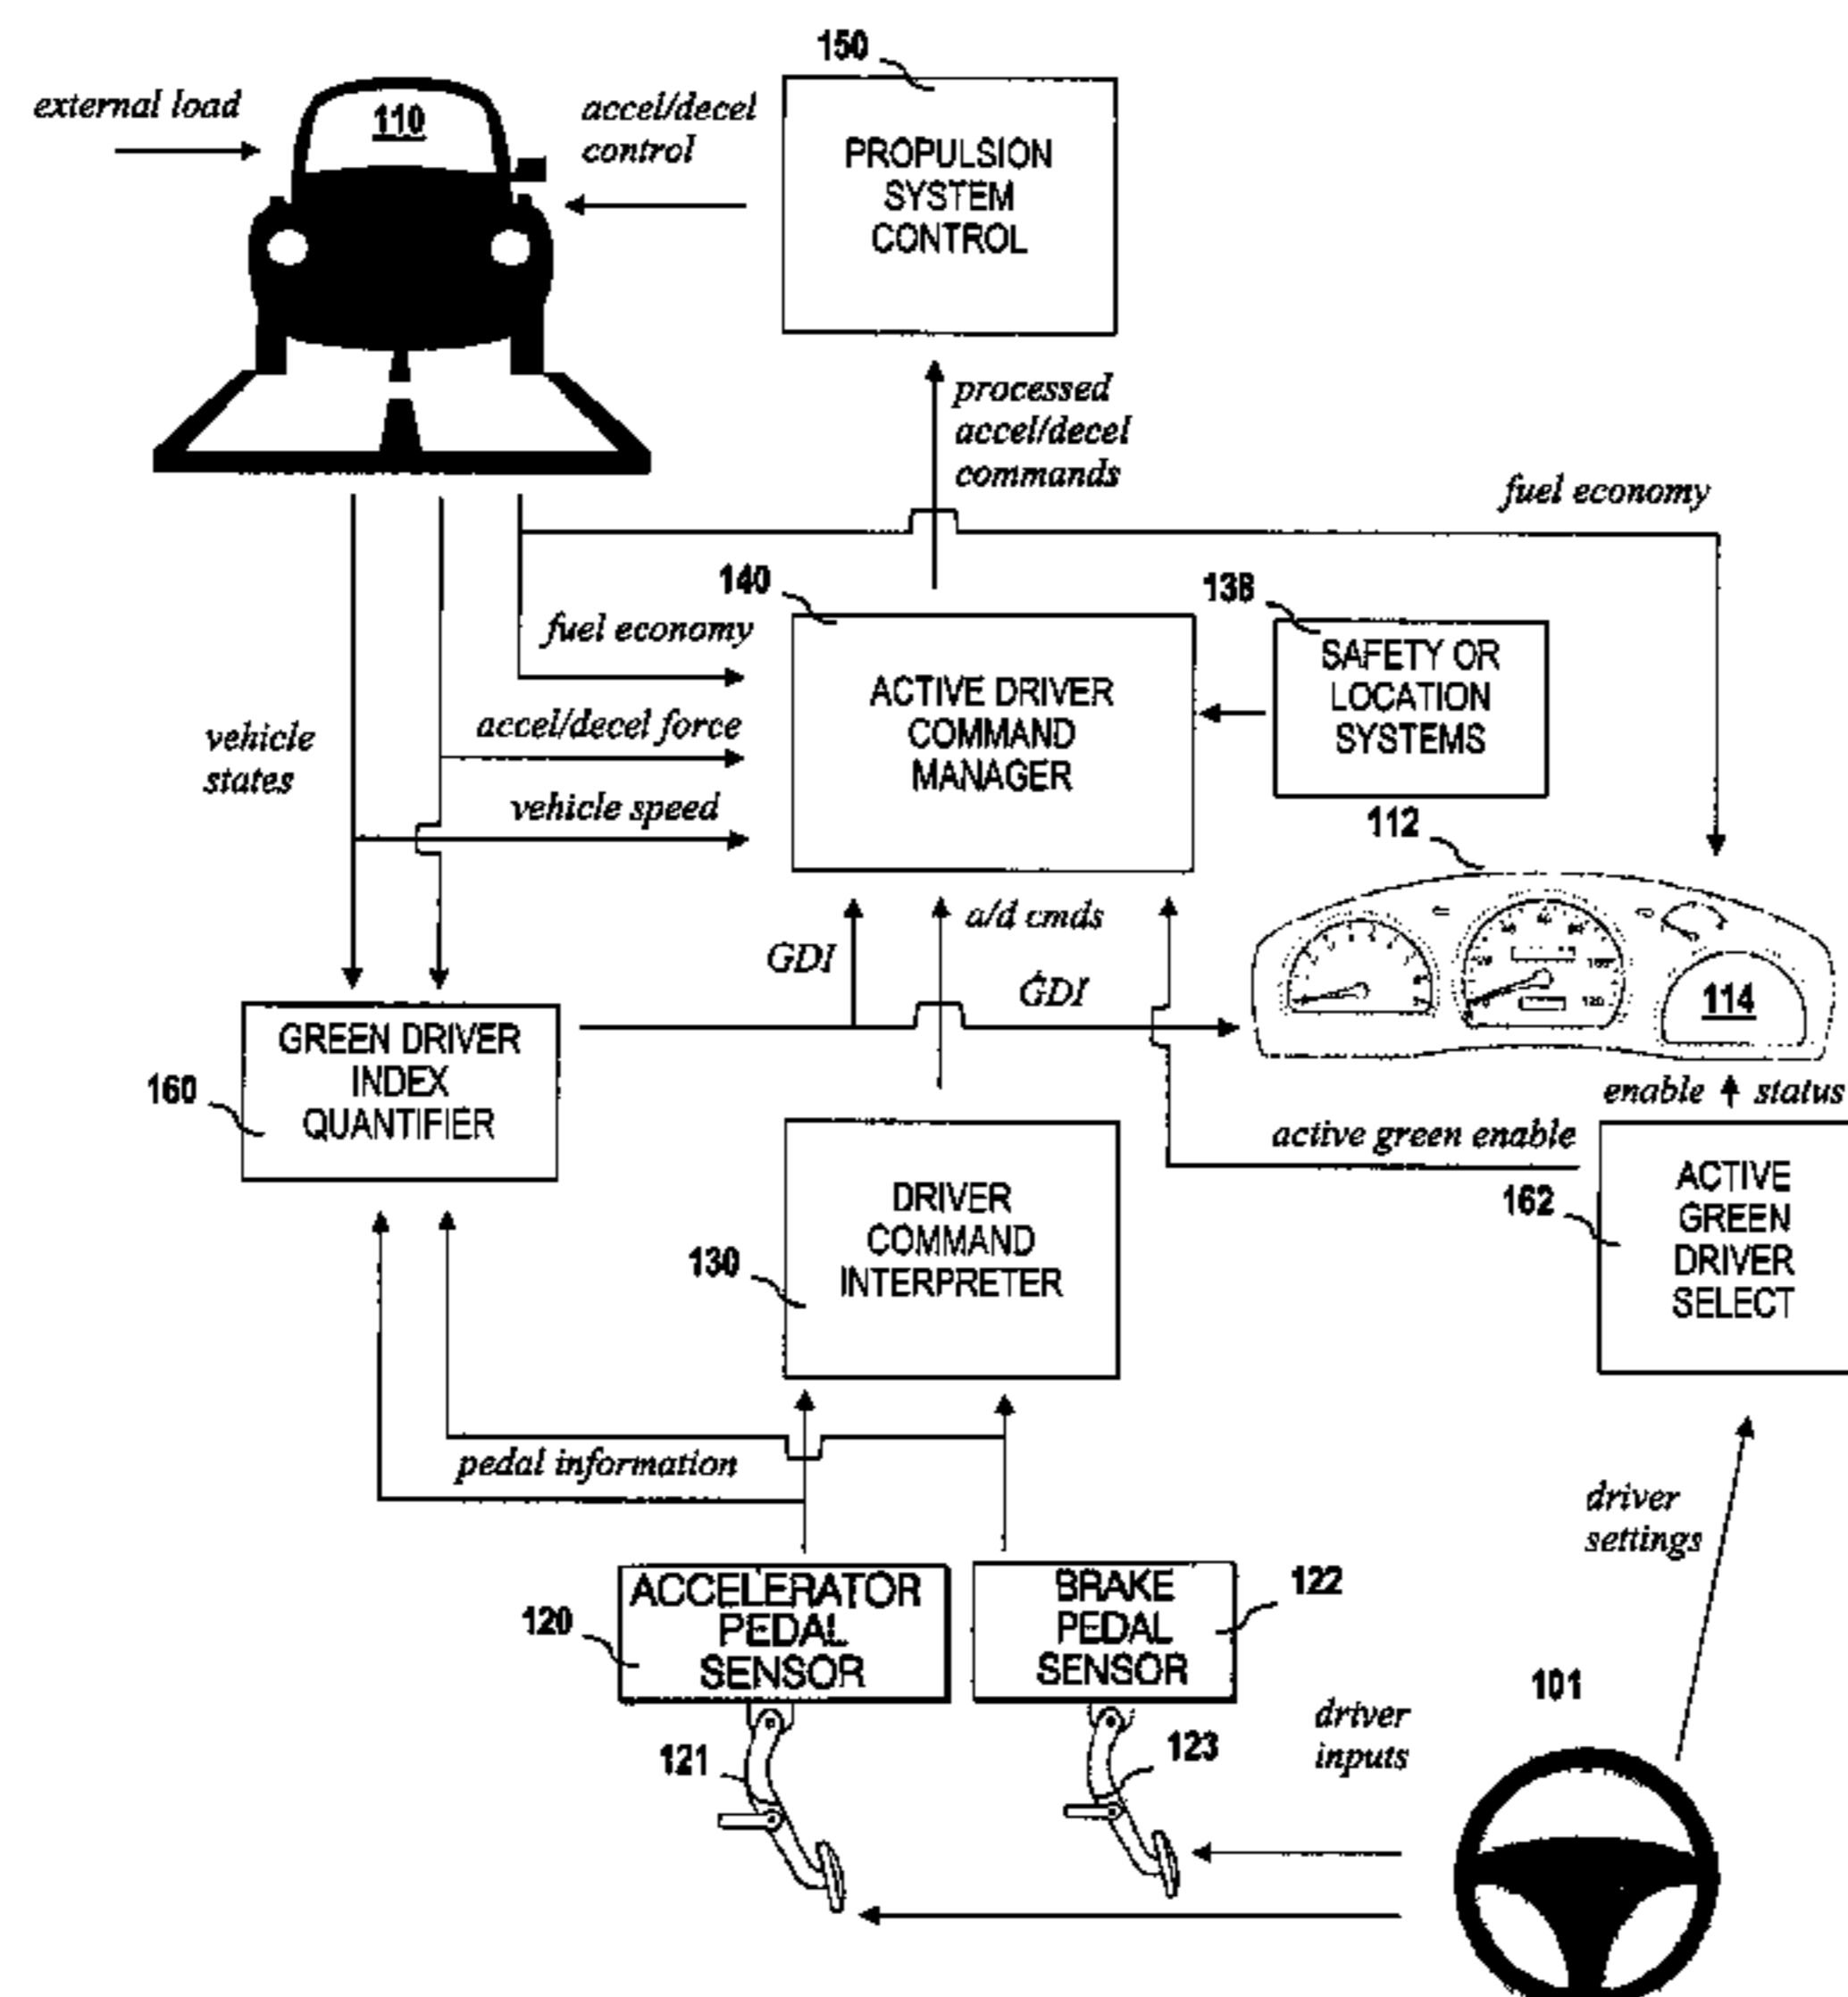 150
external load
110
accel/decel
control
PROPULSION
SYSTEM
CONTROL
processed
accel/decel
commands
fuel economy
140
138
fuel economy
SAFETY OR
LOCATION
SYSTEMS
ACTIVE DRIVER
COMMAND
MANAGER
vehicle
states
accel/decel force
vehicle speed
112
a/d cmds
GDI
GDI
114
GREEN DRIVER
INDEX
QUANTIFIER
160
enable status
active green enable
162
ACTIVE
GREEN
DRIVER
SELECT
DRIVER
COMMAND
INTERPRETER
130
pedal information
driver
settings
ACCELERATOR
PEDAL
SENSOR
120
BRAKE
PEDAL
SENSOR
122
101
driver
inputs
121
123